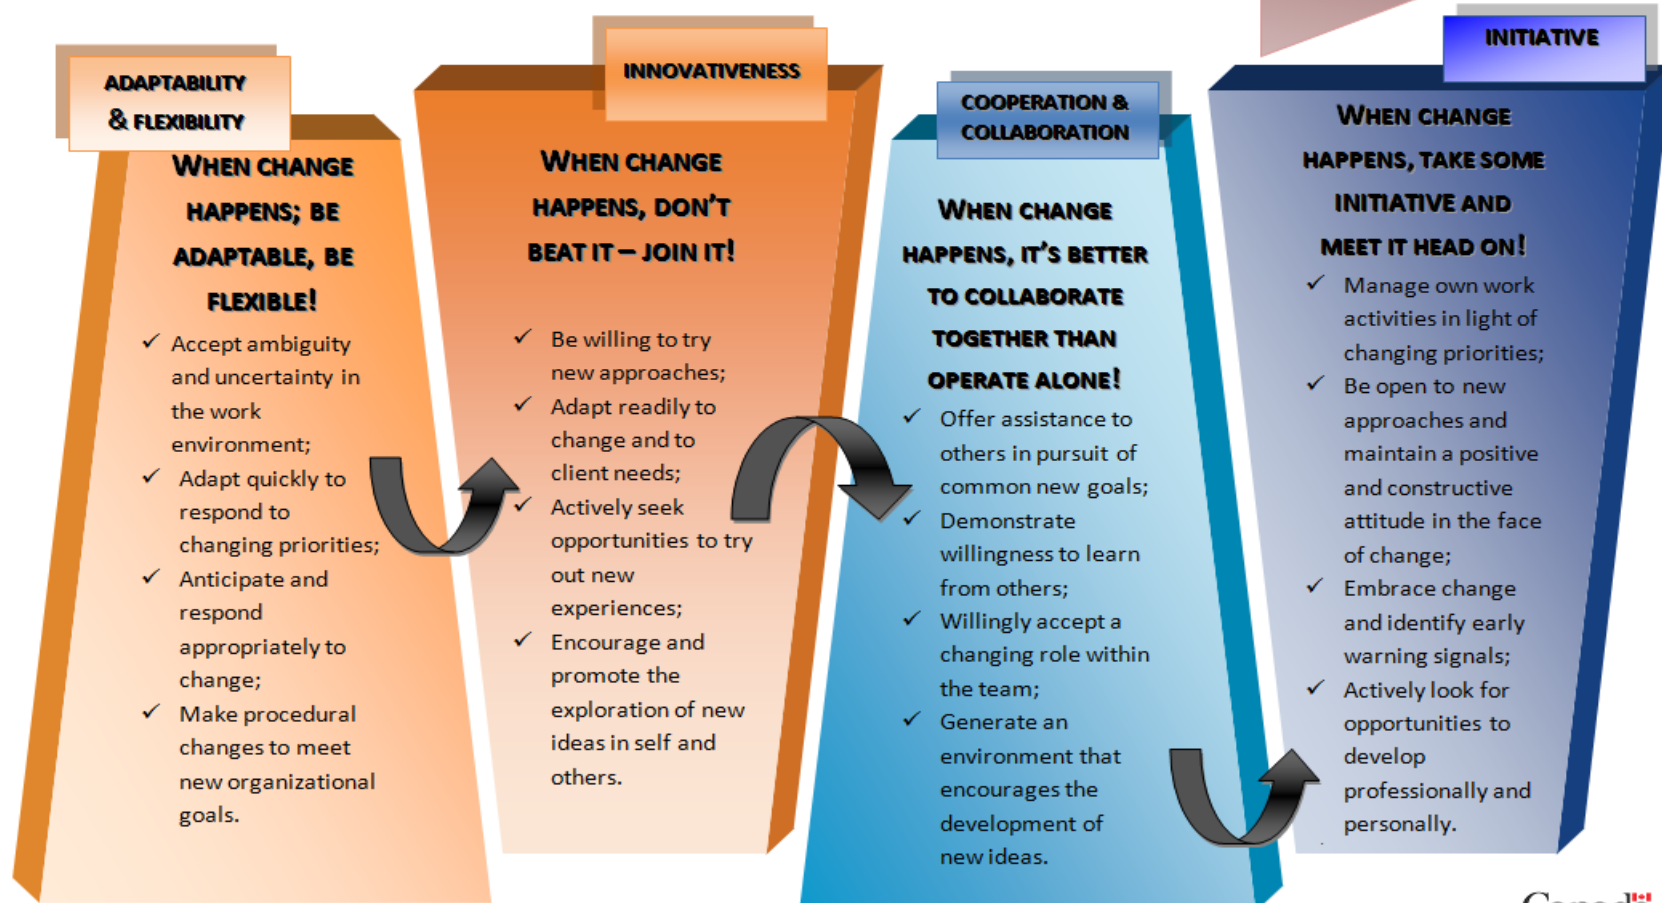 ADAPTABILITY
& FLEXIBILITY
WHEN CHANGE
HAPPENS; BE
ADAPTABLE, BE
FLEXIBLE!
✓ Accept ambiguity
and uncertainty in
the work
environment;
✓ Adapt quickly to
respond to
changing priorities;
✓ Anticipate and
respond
appropriately to
change;
✓ Make procedural
changes to meet
new organizational
goals.
INNOVATIVENESS
WHEN CHANGE
HAPPENS, DON'T
BEAT IT – JOIN IT!
✓ Be willing to try
new approaches;
✓ Adapt readily to
change and to
client needs;
✓ Actively seek
opportunities to try
out new
experiences;
✓ Encourage and
promote the
exploration of new
ideas in self and
others.
COOPERATION &
COLLABORATION
WHEN CHANGE
HAPPENS, IT'S BETTER
TO COLLABORATE
TOGETHER THAN
OPERATE ALONE!
✓ Offer assistance to
others in pursuit of
common new goals;
✓ Demonstrate
willingness to learn
from others;
✓ Willingly accept a
changing role within
the team;
✓ Generate an
environment that
encourages the
development of
new ideas.
INITIATIVE
WHEN CHANGE
HAPPENS, TAKE SOME
INITIATIVE AND
MEET IT HEAD ON!
✓ Manage own work
activities in light of
changing priorities;
✓ Be open to new
approaches and
maintain a positive
and constructive
attitude in the face
of change;
✓ Embrace change
and identify early
warning signals;
✓ Actively look for
opportunities to
develop
professionally and
personally.